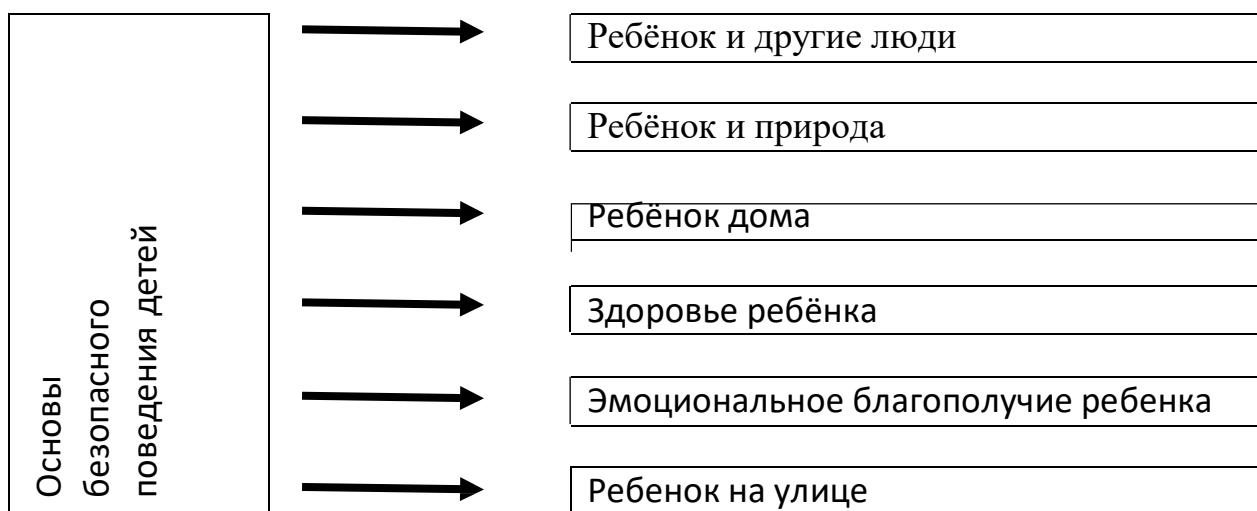 Основы
безопасного
поведения детей
Ребёнок и другие люди
Ребёнок и природа
Ребёнок дома
Здоровье ребёнка
Эмоциональное благополучие ребенка
Ребенок на улице